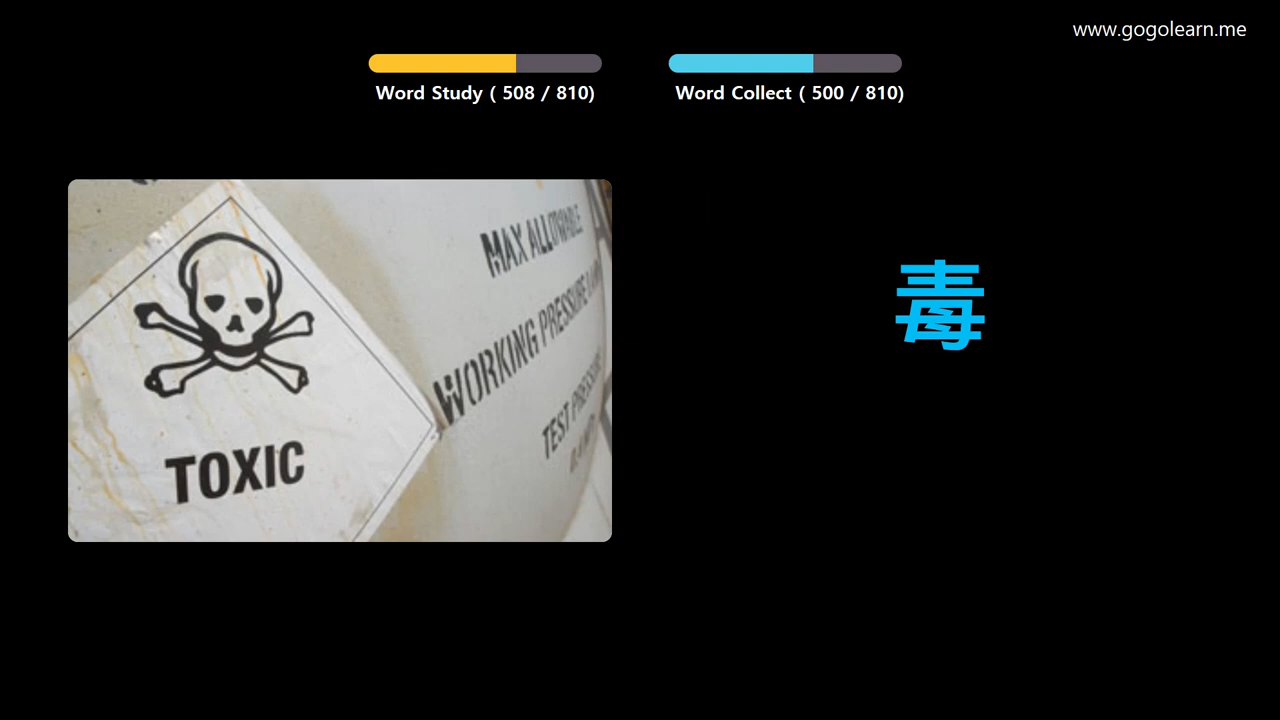 www.gogolearn.me
Word Study ( 508 / 810)
Word Collect ( 500 / 810)
MAX ALLOWABLE
WORKING PRESSURE
TEST PRESSURE
TOXIC
毒